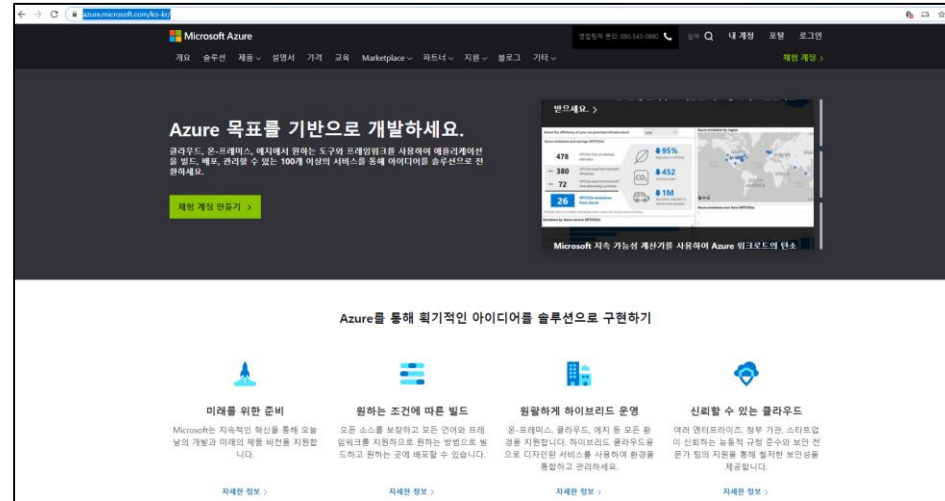 azure.microsoft.com/ko-kr/
Microsoft Azure
영업팀에 문의: 080-543-0880
검색
내 계정
포털
로그인
개요 솔루션 제품 설명서 가격 교육 Marketplace 파트너 지원 블로그 기타
체험 계정 >
Azure 목표를 기반으로 개발하세요.
클라우드, 온-프레미스, 에지에서 원하는 도구와 프레임워크를 사용하여 애플리케이션
을 빌드, 배포, 관리할 수 있는 100개 이상의 서비스를 통해 아이디어를 솔루션으로 전
환하세요.
체험 계정 만들기 >
받으세요. >
478
- 380
- 72
26
95%
CO₂
452
1M
Microsoft 지속 가능성 계산기를 사용하여 Azure 워크로드의 탄소
Azure를 통해 획기적인 아이디어를 솔루션으로 구현하기
미래를 위한 준비
Microsoft는 지속적인 혁신을 통해 오늘
날의 개발과 미래의 제품 비전을 지원합
니다.
자세한 정보 >
원하는 조건에 따른 빌드
오픈 소스를 보장하고 모든 언어와 프레
임워크를 지원하므로 원하는 방법으로 빌
드하고 원하는 곳에 배포할 수 있습니다.
자세한 정보 >
원활하게 하이브리드 운영
온-프레미스, 클라우드, 에지 등 모든 환
경을 지원합니다. 하이브리드 클라우드용
으로 디자인된 서비스를 사용하여 환경을
통합하고 관리하세요.
자세한 정보 >
신뢰할 수 있는 클라우드
여러 엔터프라이즈, 정부 기관, 스타트업
이 신뢰하는 능동적 규정 준수와 보안 전
문가 팀의 지원을 통해 철저한 보안성을
제공합니다.
자세한 정보 >